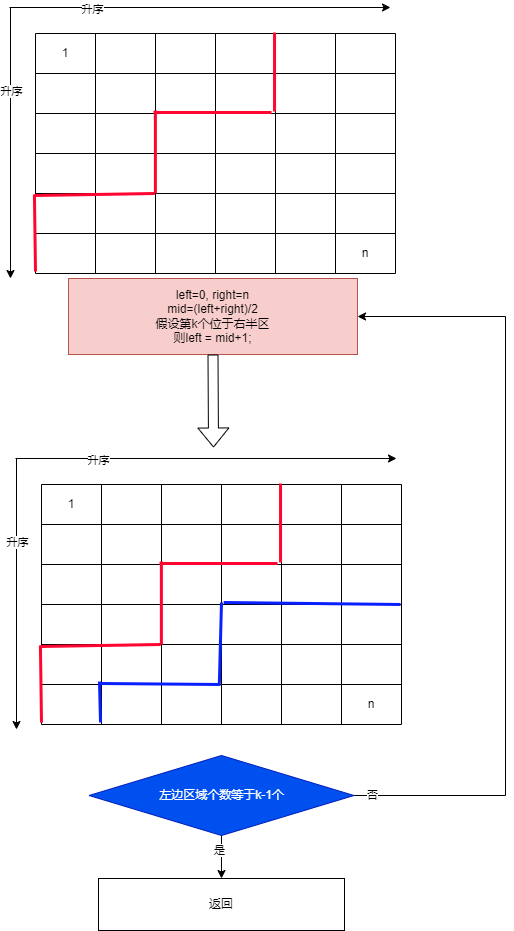 升序
升序
1
n
left=0, right=n
mid=(left+right)/2
假设第k个位于右半区
则left = mid+1;
升序
升序
1
n
左边区域个数等于k-1个
否
是
返回